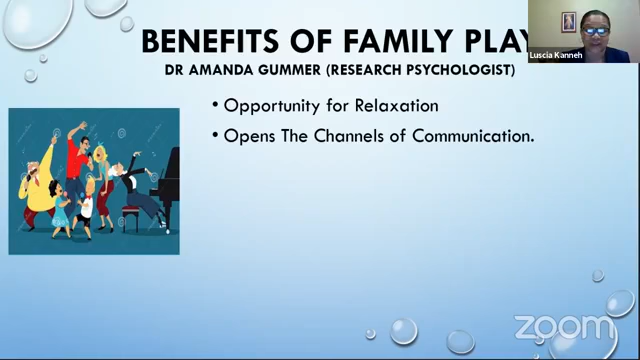 BENEFITS OF FAMILY PLAY
DR AMANDA GUMMER (RESEARCH PSYCHOLOGIST)
Luscia Kanneh
• Opportunity for Relaxation
• Opens The Channels of Communication.
zoom